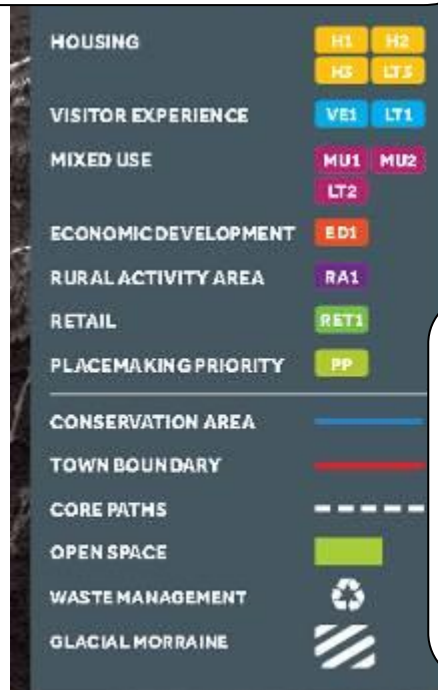 HOUSING H1 H2
H3 LT3
VISITOR EXPERIENCE VE1 LT1
MIXED USE MU1 MU2
LT2
ECONOMIC DEVELOPMENT ED1
RURAL ACTIVITY AREA RA1
RETAIL RET1
PLACEMAKING PRIORITY PP
CONSERVATION AREA
TOWN BOUNDARY
CORE PATHS
OPEN SPACE
WASTE MANAGEMENT
GLACIAL MORRAINE